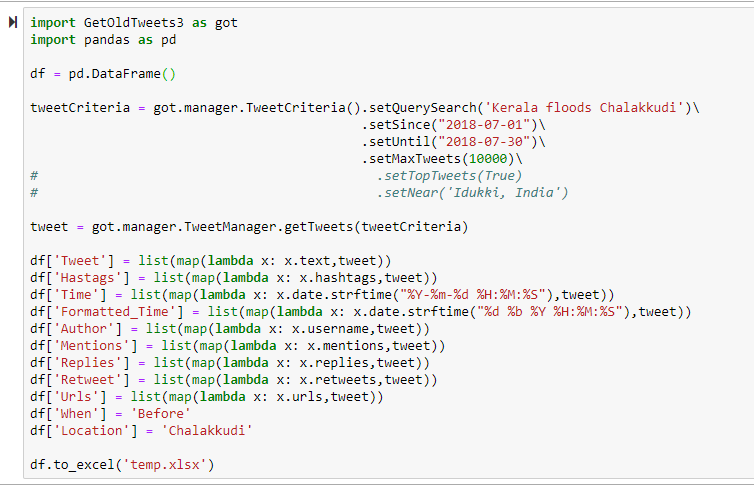 import GetOldTweets3 as got
import pandas as pd
df = pd.DataFrame()
tweetCriteria = got.manager.TweetCriteria().setQuerySearch('Kerala floods Chalakkudi')\
.setSince("2018-07-01")\
.setUntil("2018-07-30")\
.setMaxTweets(10000)\
# .setTopTweets(True)
# .setNear('Idukki, India')
tweet = got.manager.TweetManager.getTweets(tweetCriteria)
df['Tweet'] = list(map(lambda x: x.text,tweet))
df['Hastags'] = list(map(lambda x: x.hashtags,tweet))
df['Time'] = list(map(lambda x: x.date.strftime("%Y-%m-%d %H:%M:%S"),tweet))
df['Formatted_Time'] = list(map(lambda x: x.date.strftime("%d %b %Y %H:%M:%S"),tweet))
df['Author'] = list(map(lambda x: x.username,tweet))
df['Mentions'] = list(map(lambda x: x.mentions,tweet))
df['Replies'] = list(map(lambda x: x.replies,tweet))
df['Retweet'] = list(map(lambda x: x.retweets,tweet))
df['Urls'] = list(map(lambda x: x.urls,tweet))
df['When'] = 'Before'
df['Location'] = 'Chalakkudi'
df.to_excel('temp.xlsx')